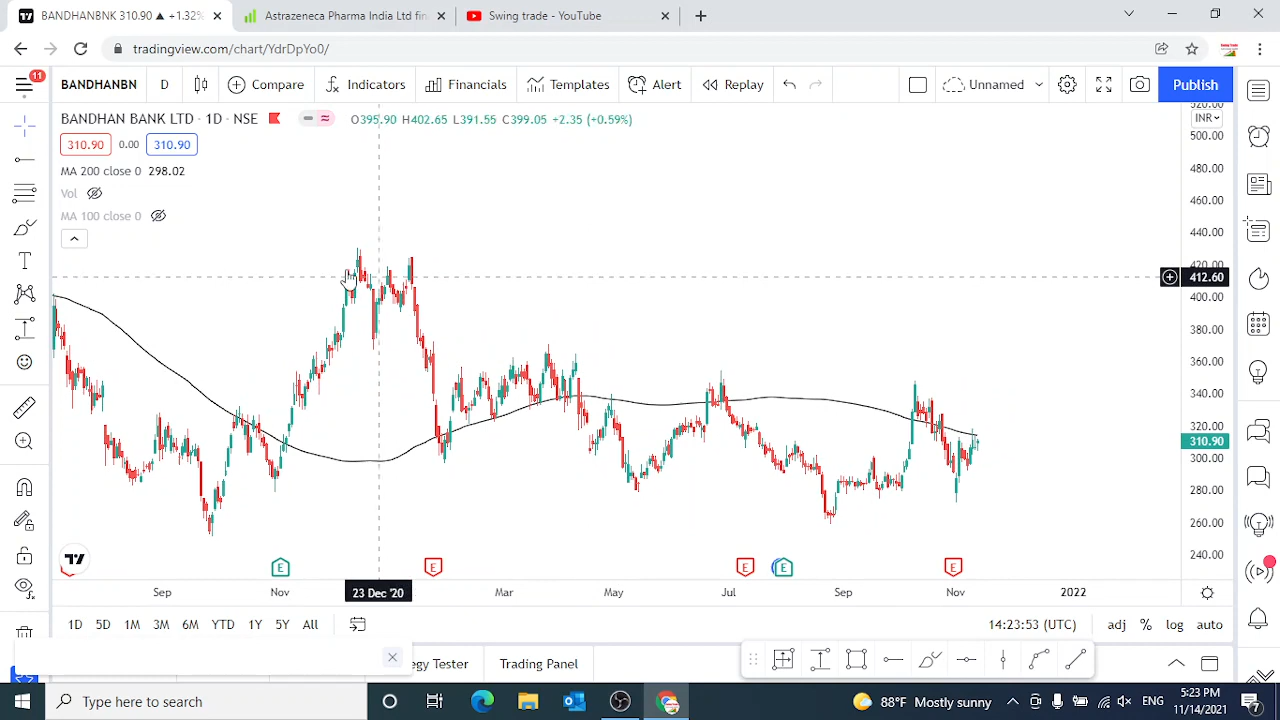 BANDHANBNK 310.90 ▲ +1.32%
Astrazeneca Pharma India Ltd fin
Swing trade - YouTube
tradingview.com/chart/YdrDpYo0/
11
BANDHANBN
D
Compare
Indicators
Financials
Templates
Alert
Replay
Unnamed
Publish
BANDHAN BANK LTD · 1D · NSE
O395.90 H402.65 L391.55 C399.05 +2.35 (+0.59%)
310.90
0.00
310.90
MA 200 close 0 298.02
Vol
MA 100 close 0
520.00
INR
500.00
480.00
460.00
440.00
420.00
412.60
400.00
380.00
360.00
340.00
320.00
310.90
300.00
280.00
260.00
240.00
E
E
E
E
E
Sep
Nov
23 Dec '20
Mar
May
Jul
Sep
Nov
2022
1D 5D 1M 3M 6M YTD 1Y 5Y All
14:23:53 (UTC)
adj % log auto
egy Tester
Trading Panel
Type here to search
88°F Mostly sunny
ENG
5:23 PM
11/14/2021
7